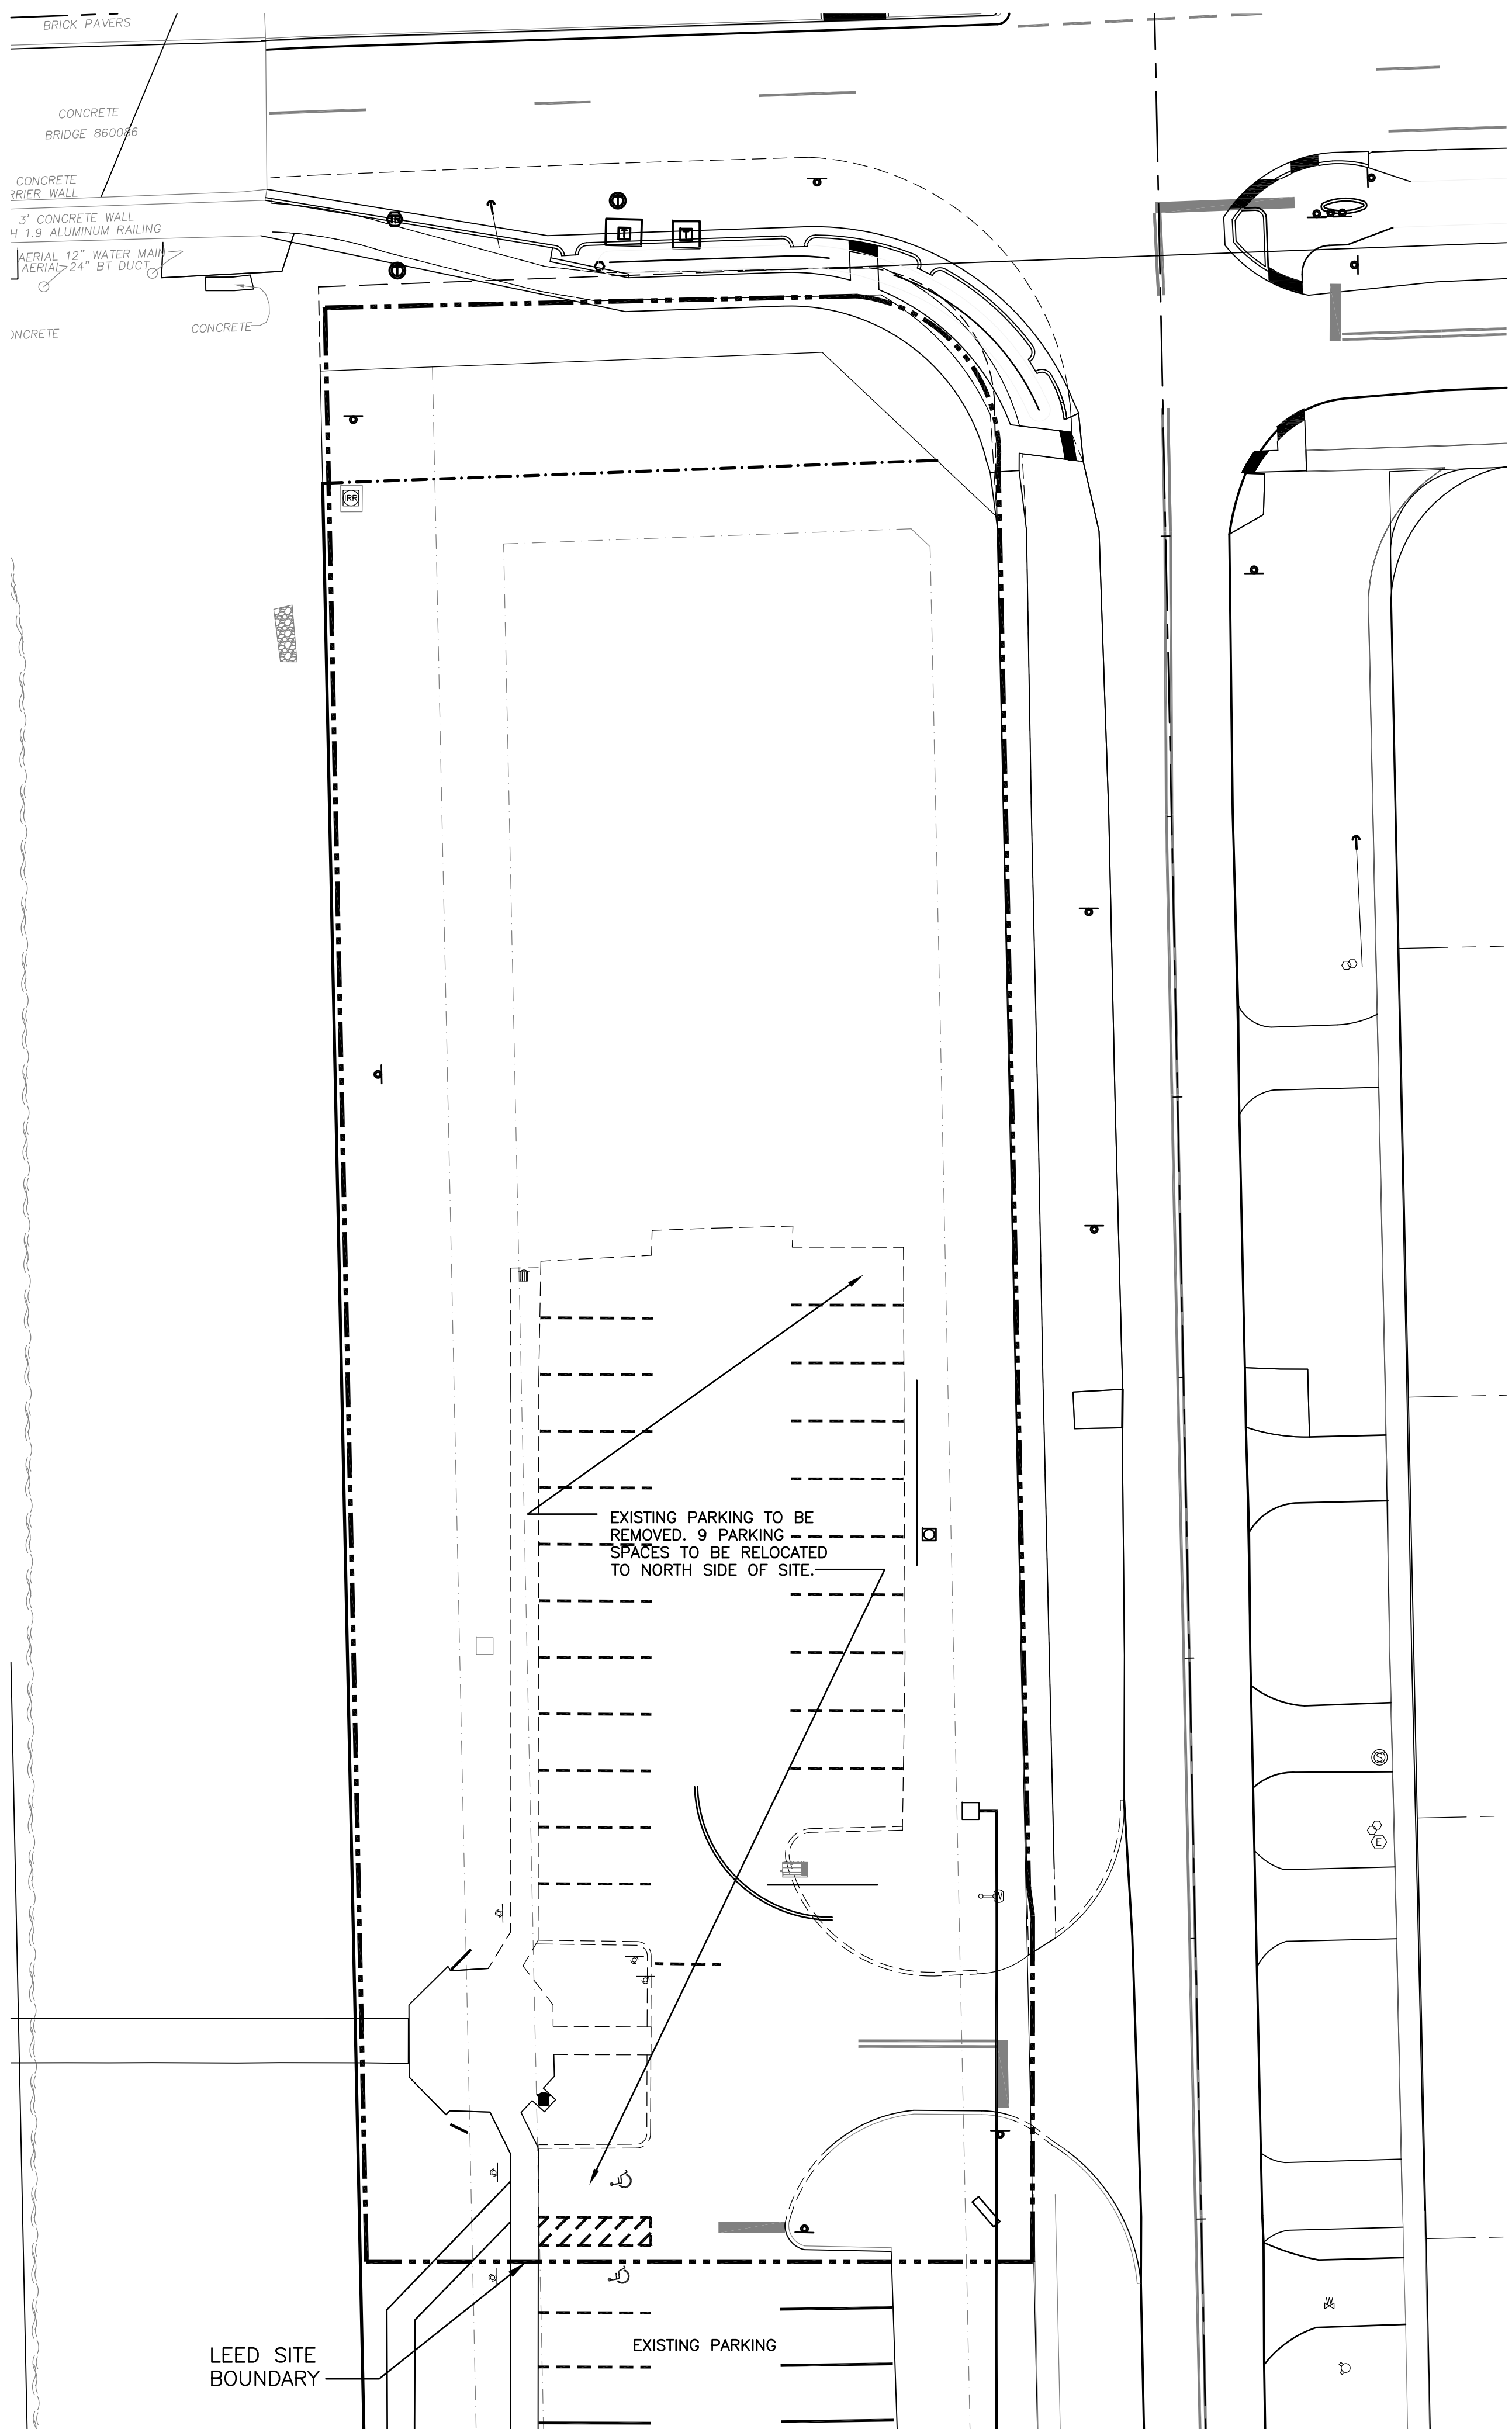 BRICK PAVERS
CONCRETE
BRIDGE 860086
CONCRETE
RRIER WALL
3' CONCRETE WALL
H 1.9 ALUMINUM RAILING
AERIAL 12" WATER MAIN
AERIAL 24" BT DUCT
ONCRETE
CONCRETE
TR
T
T
IRR
EXISTING PARKING TO BE
REMOVED. 9 PARKING
SPACES TO BE RELOCATED
TO NORTH SIDE OF SITE.
S
E
W
W
EXISTING PARKING
LEED SITE
BOUNDARY